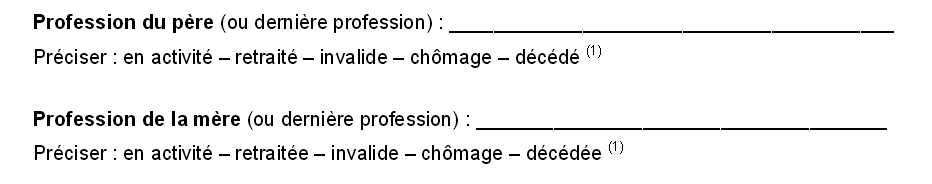 Profession du père (ou dernière profession) : ______________________________________
Préciser : en activité – retraité – invalide – chômage – décédé (1)
Profession de la mère (ou dernière profession) : ____________________________________
Préciser : en activité – retraitée – invalide – chômage – décédée (1)